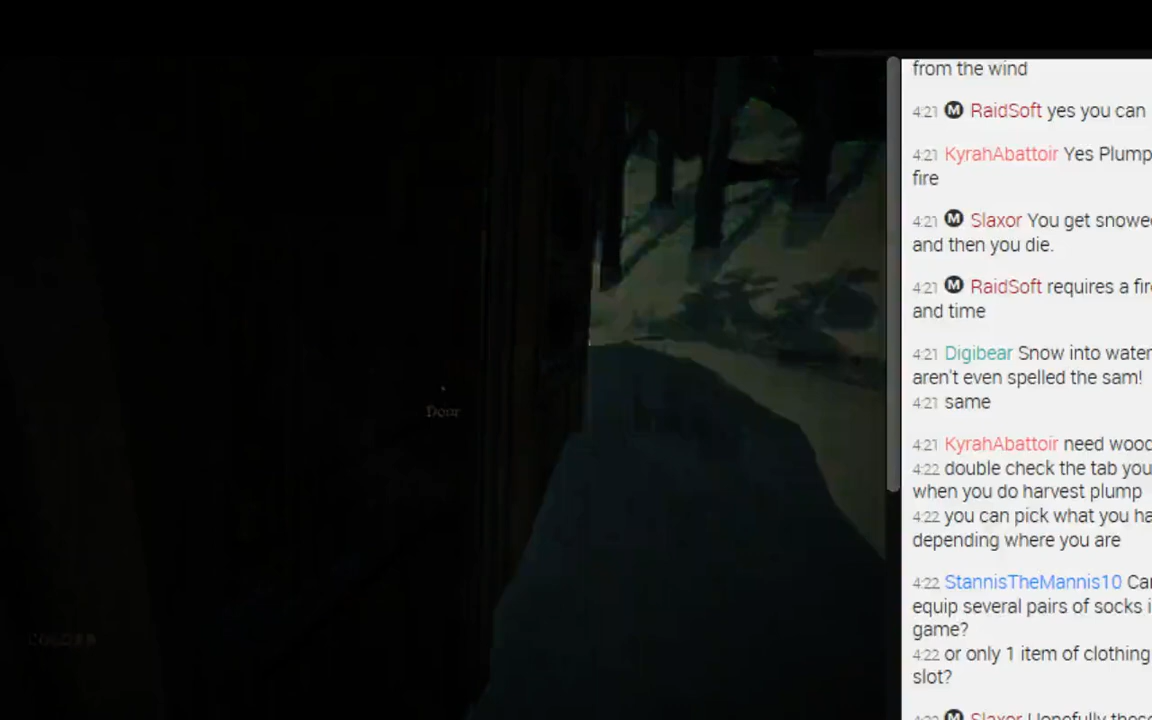 Door
from the wind
4:21 M RaidSoft yes you can
4:21 KyrahAbattoir Yes Plump
fire
4:21 M Slaxor You get snowe
and then you die.
4:21 M RaidSoft requires a fir
and time
4:21 Digibear Snow into water
aren't even spelled the sam!
4:21 same
4:21 KyrahAbattoir need wood
4:22 double check the tab you
when you do harvest plump
4:22 you can pick what you ha
depending where you are
4:22 StannisTheMannis10 Can
equip several pairs of socks i
game?
4:22 or only 1 item of clothing
slot?
M Slaxor Hopefully